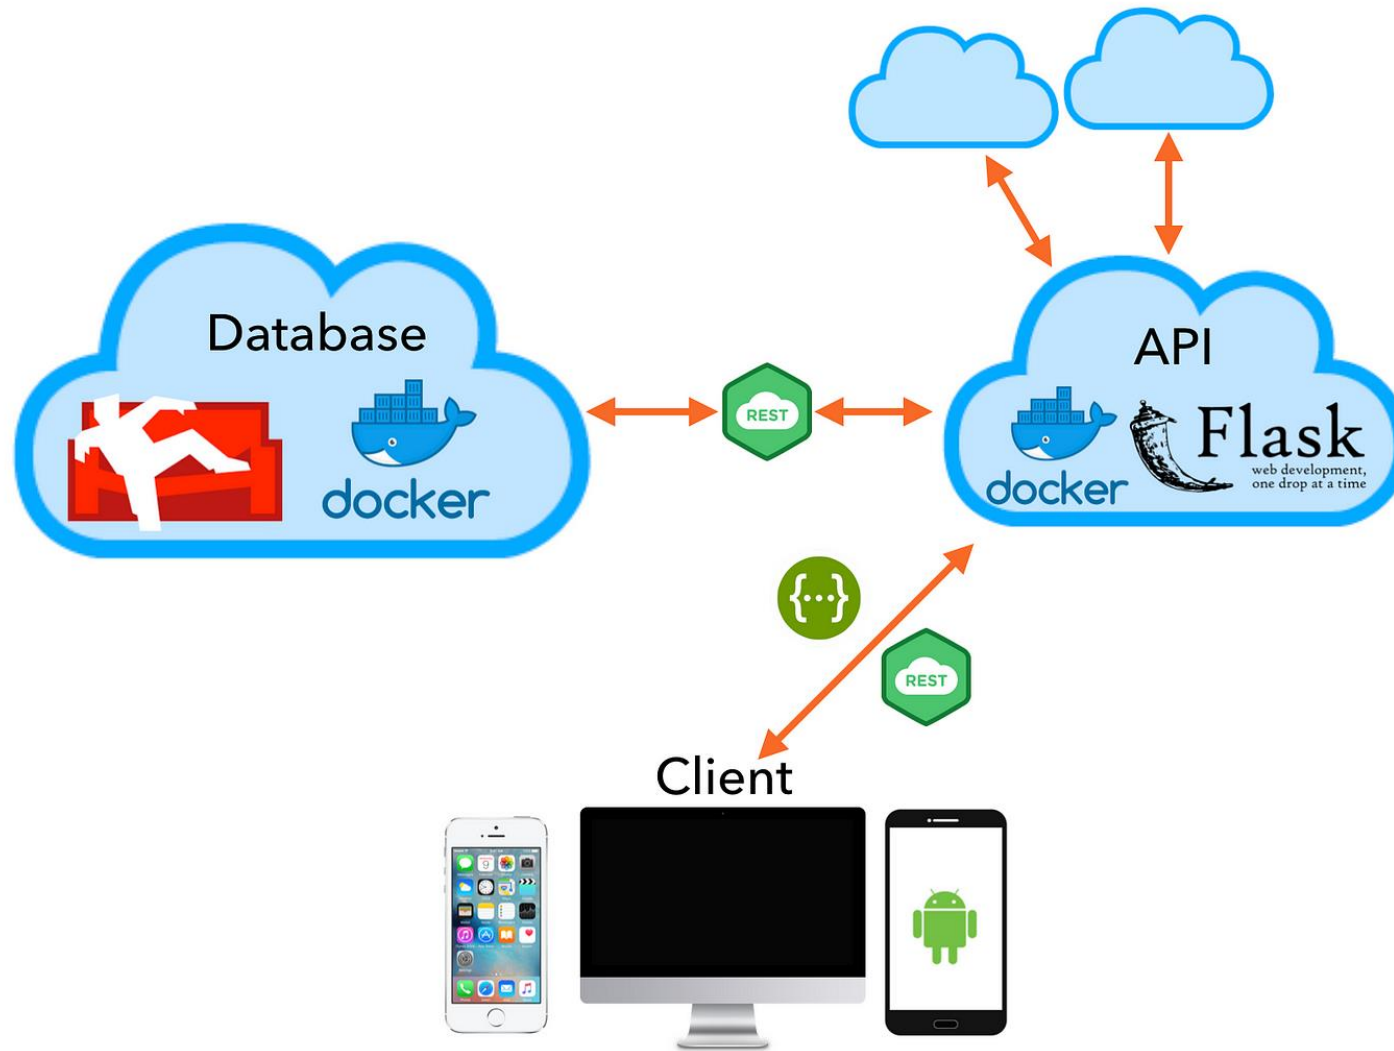 Database
docker
REST
API
docker
Flask
web development,
one drop at a time
{...}
REST
Client